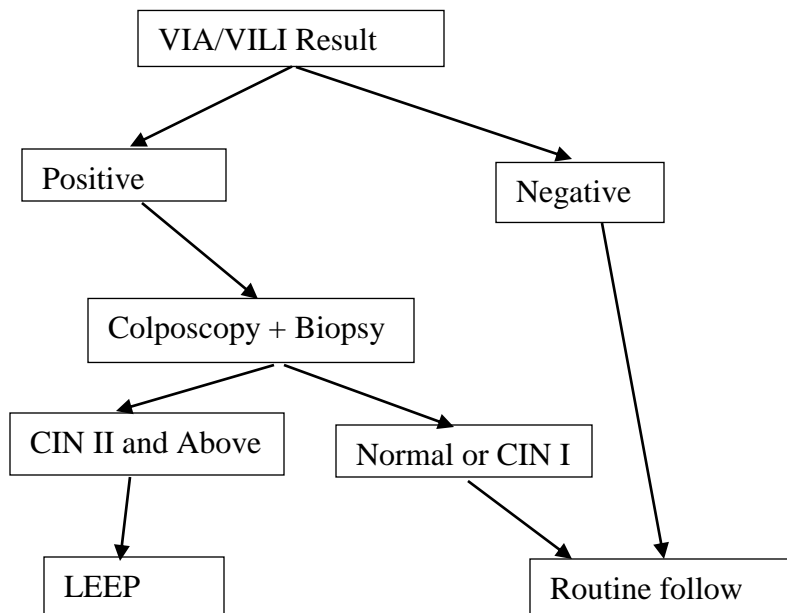 VIA/VILI Result
Positive
Negative
Colposcopy + Biopsy
CIN II and Above
Normal or CIN I
LEEP
Routine follow